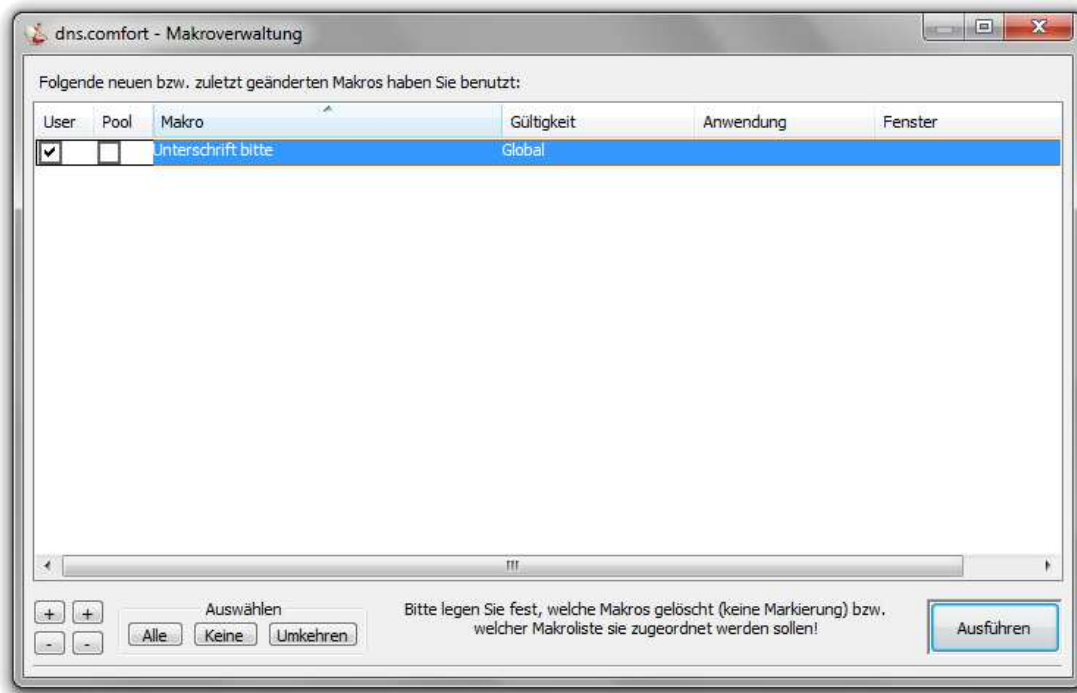 dns.comfort - Makroverwaltung
Folgende neuen bzw. zuletzt geänderten Makros haben Sie benutzt:
User Pool Makro Gültigkeit Anwendung Fenster
Unterschrift bitte Global
+ + Auswählen Bitte legen Sie fest, welche Makros gelöscht (keine Markierung) bzw.
- - Alle Keine Umkehren welcher Makroliste sie zugeordnet werden sollen! Ausführen